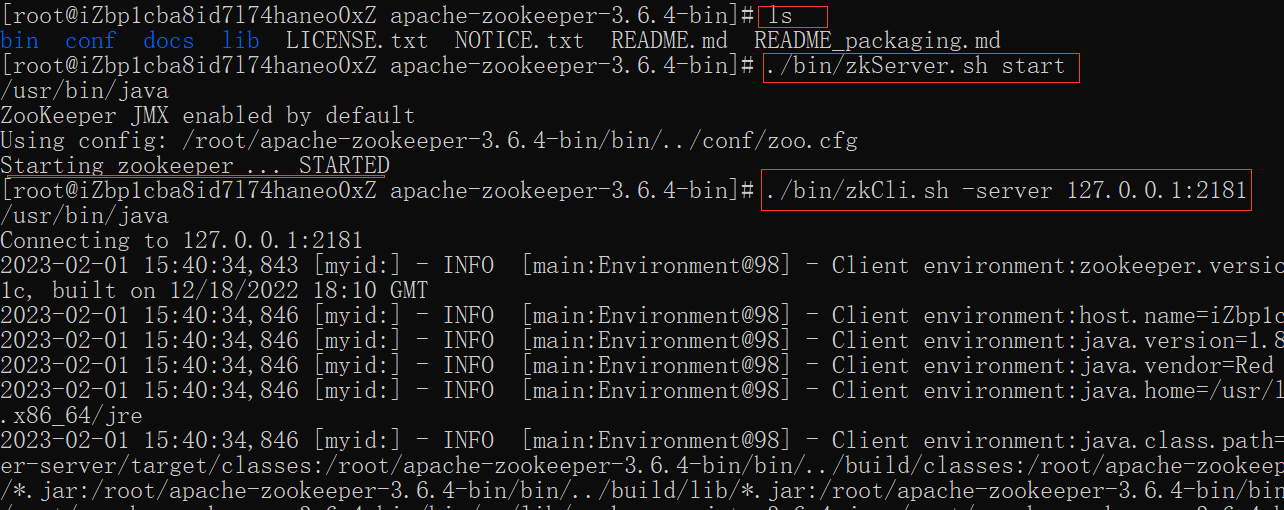 [root@iZbp1cba8id7l74haneo0xZ apache-zookeeper-3.6.4-bin]# ls
bin  conf  docs  lib  LICENSE.txt  NOTICE.txt  README.md  README_packaging.md
[root@iZbp1cba8id7l74haneo0xZ apache-zookeeper-3.6.4-bin]# ./bin/zkServer.sh start
/usr/bin/java
ZooKeeper JMX enabled by default
Using config: /root/apache-zookeeper-3.6.4-bin/bin/../conf/zoo.cfg
Starting zookeeper ... STARTED
[root@iZbp1cba8id7l74haneo0xZ apache-zookeeper-3.6.4-bin]# ./bin/zkCli.sh -server 127.0.0.1:2181
/usr/bin/java
Connecting to 127.0.0.1:2181
2023-02-01 15:40:34,843 [myid:] - INFO  [main:Environment@98] - Client environment:zookeeper.versio
1c, built on 12/18/2022 18:10 GMT
2023-02-01 15:40:34,846 [myid:] - INFO  [main:Environment@98] - Client environment:host.name=iZbp1c
2023-02-01 15:40:34,846 [myid:] - INFO  [main:Environment@98] - Client environment:java.version=1.8
2023-02-01 15:40:34,846 [myid:] - INFO  [main:Environment@98] - Client environment:java.vendor=Red
2023-02-01 15:40:34,846 [myid:] - INFO  [main:Environment@98] - Client environment:java.home=/usr/l
.x86_64/jre
2023-02-01 15:40:34,846 [myid:] - INFO  [main:Environment@98] - Client environment:java.class.path=
er-server/target/classes:/root/apache-zookeeper-3.6.4-bin/bin/../build/classes:/root/apache-zookeep
/*.jar:/root/apache-zookeeper-3.6.4-bin/bin/../build/lib/*.jar:/root/apache-zookeeper-3.6.4-bin/bin